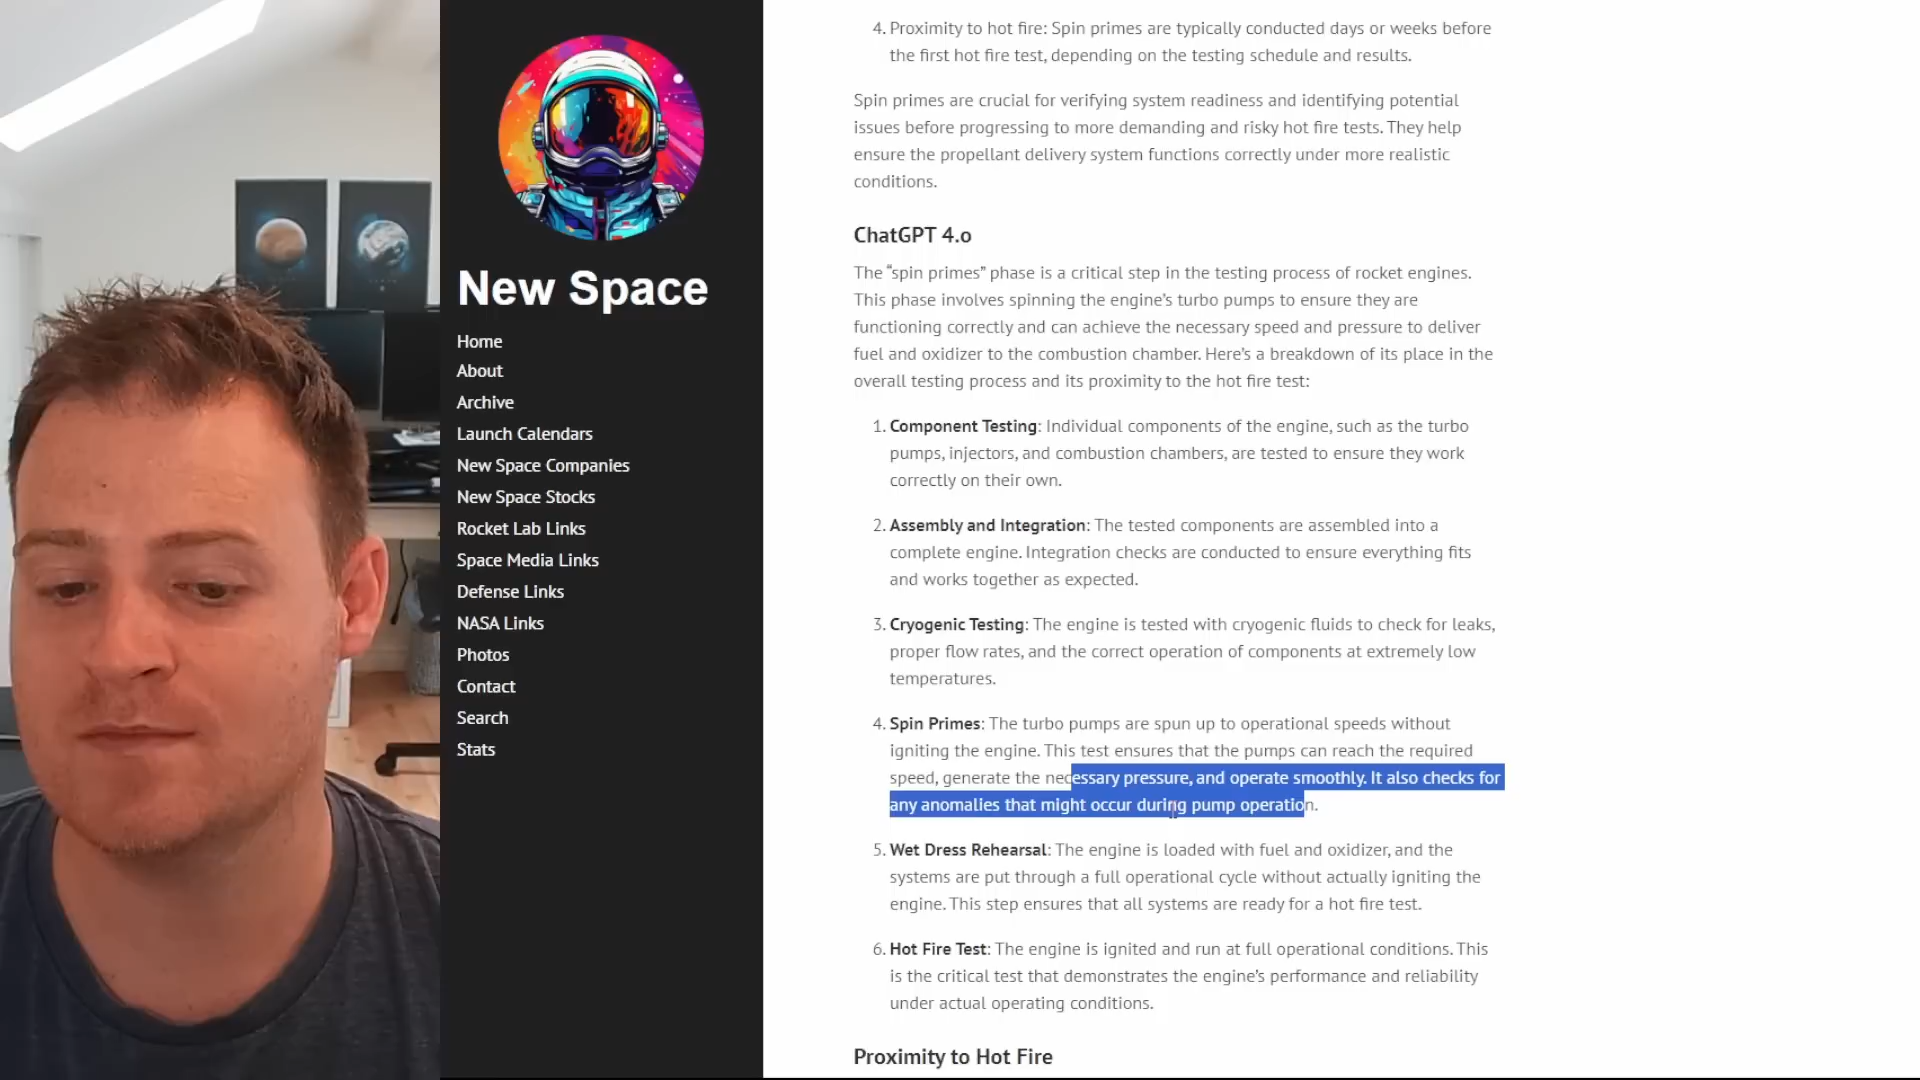 New Space
Home
About
Archive
Launch Calendars
New Space Companies
New Space Stocks
Rocket Lab Links
Space Media Links
Defense Links
NASA Links
Photos
Contact
Search
Stats
4. Proximity to hot fire: Spin primes are typically conducted days or weeks before
the first hot fire test, depending on the testing schedule and results.
Spin primes are crucial for verifying system readiness and identifying potential
issues before progressing to more demanding and risky hot fire tests. They help
ensure the propellant delivery system functions correctly under more realistic
conditions.
ChatGPT 4.o
The “spin primes” phase is a critical step in the testing process of rocket engines.
This phase involves spinning the engine’s turbo pumps to ensure they are
functioning correctly and can achieve the necessary speed and pressure to deliver
fuel and oxidizer to the combustion chamber. Here’s a breakdown of its place in the
overall testing process and its proximity to the hot fire test:
1. Component Testing: Individual components of the engine, such as the turbo
pumps, injectors, and combustion chambers, are tested to ensure they work
correctly on their own.
2. Assembly and Integration: The tested components are assembled into a
complete engine. Integration checks are conducted to ensure everything fits
and works together as expected.
3. Cryogenic Testing: The engine is tested with cryogenic fluids to check for leaks,
proper flow rates, and the correct operation of components at extremely low
temperatures.
4. Spin Primes: The turbo pumps are spun up to operational speeds without
igniting the engine. This test ensures that the pumps can reach the required
speed, generate the necessary pressure, and operate smoothly. It also checks for
any anomalies that might occur during pump operation.
5. Wet Dress Rehearsal: The engine is loaded with fuel and oxidizer, and the
systems are put through a full operational cycle without actually igniting the
engine. This step ensures that all systems are ready for a hot fire test.
6. Hot Fire Test: The engine is ignited and run at full operational conditions. This
is the critical test that demonstrates the engine’s performance and reliability
under actual operating conditions.
Proximity to Hot Fire